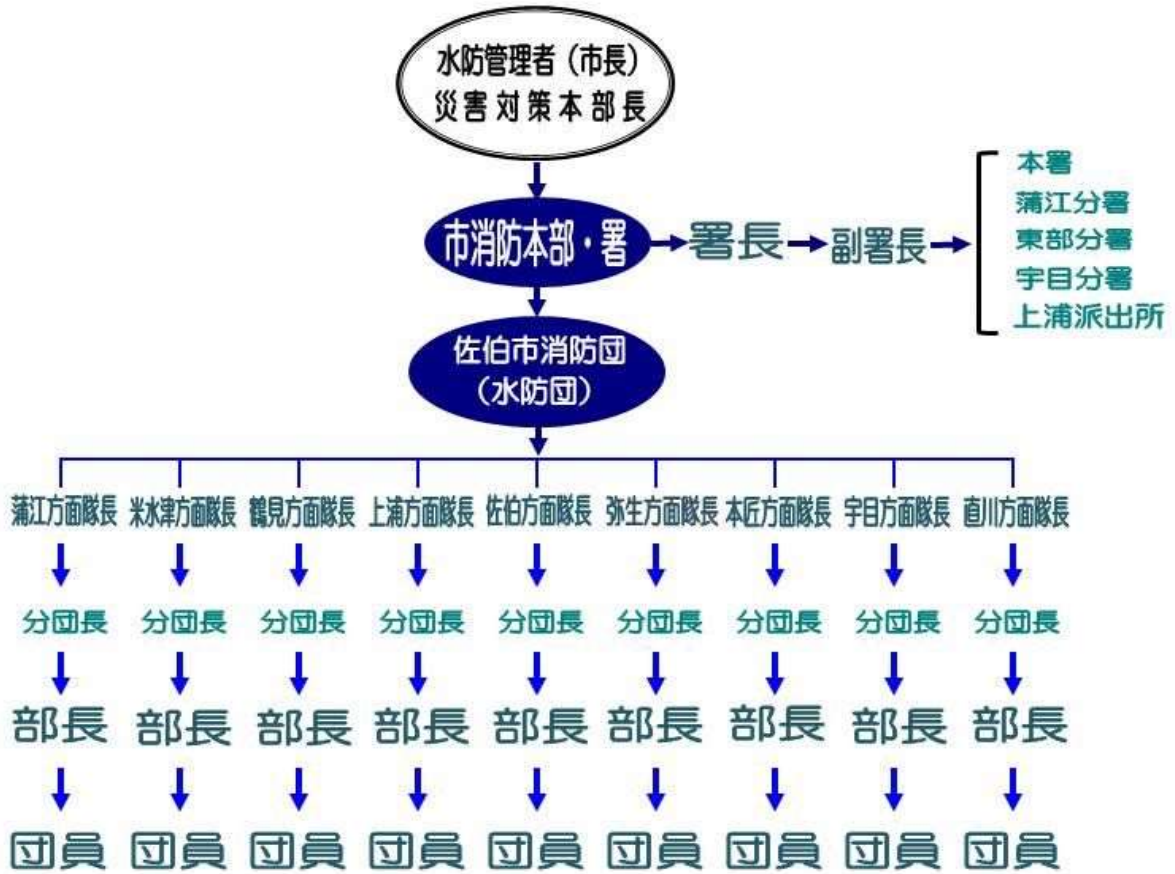 水防管理者（市長）
災害対策本部長
市消防本部・署
署長
副署長
本署
蒲江分署
東部分署
宇目分署
上浦派出所
佐伯市消防団
（水防団）
蒲江方面隊長 米水津方面隊長 鶴見方面隊長 上浦方面隊長 佐伯方面隊長 弥生方面隊長 本匠方面隊長 宇目方面隊長 直川方面隊長
分団長 分団長 分団長 分団長 分団長 分団長 分団長 分団長 分団長
部長 部長 部長 部長 部長 部長 部長 部長 部長
団員 団員 団員 団員 団員 団員 団員 団員 団員